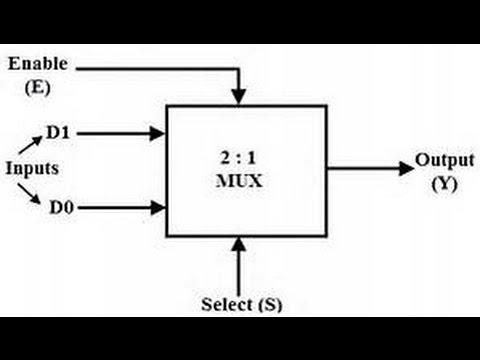 Enable
(E)
D1
Inputs
D0
2 : 1
MUX
Output
(Y)
Select (S)